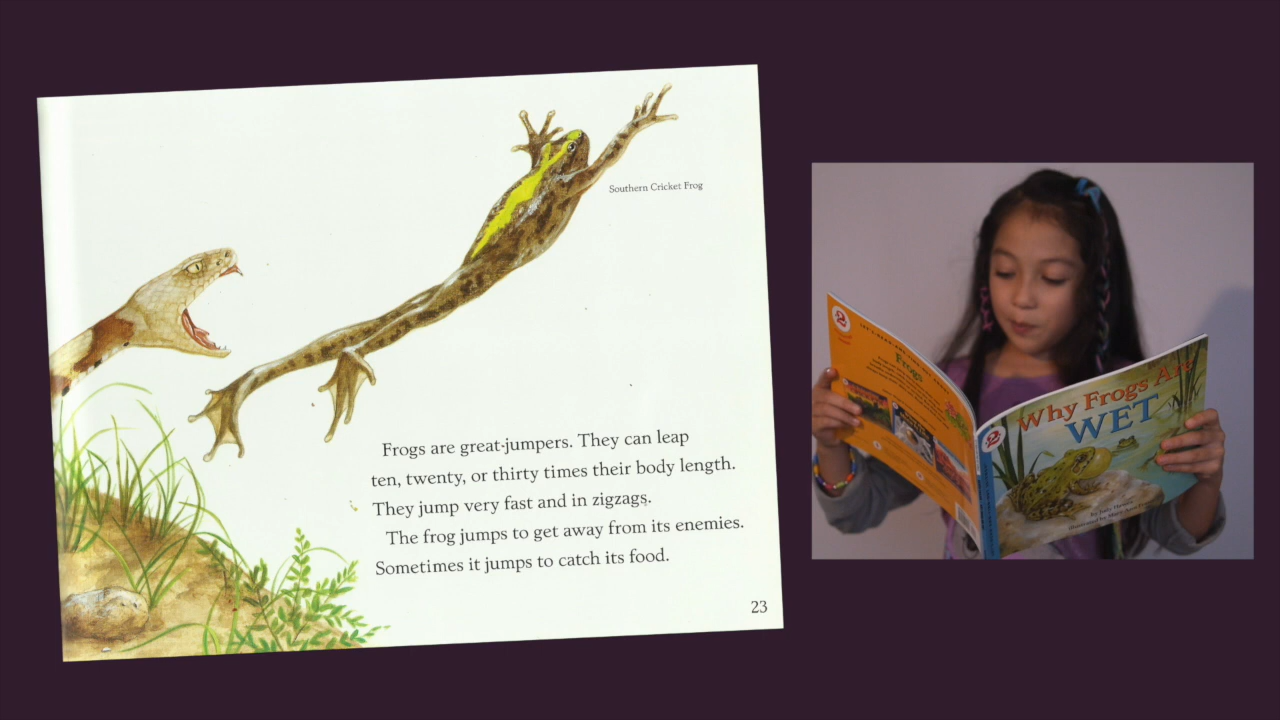 Southern Cricket Frog
Frogs are great-jumpers. They can leap
ten, twenty, or thirty times their body length.
They jump very fast and in zigzags.
The frog jumps to get away from its enemies.
Sometimes it jumps to catch its food.
23
2
Frogs
2
Why Frogs Are
WET